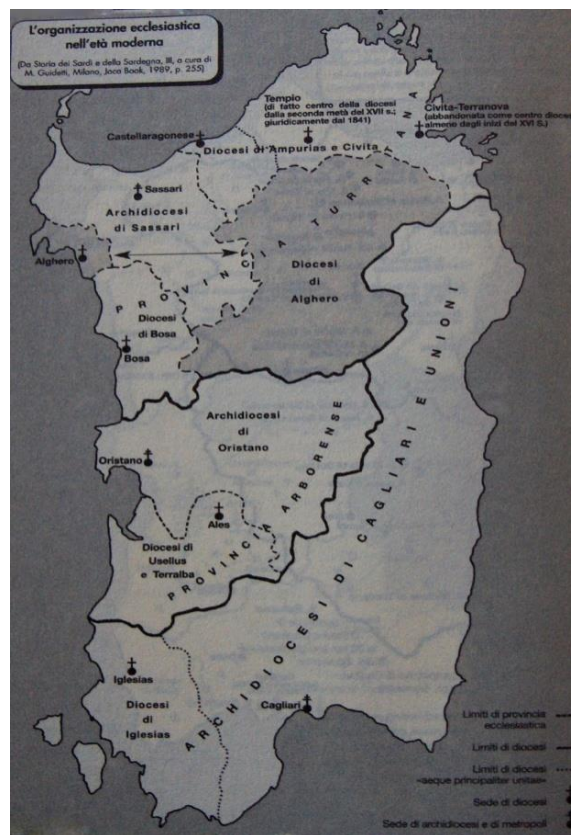 L'organizzazione ecclesiastica
nell'età moderna
(Da Storia dei Sardi e della Sardegna, III, a cura di
M. Guidetti, Milano, Jaca Book, 1989, p. 255)
Tempio
(di fatto centro della diocesi
dalla seconda metà del XVII s.;
giuridicamente dal 1841)
Civita-Terranova
(abbandonata come centro dioces
almeno dagli inizi del XVI S.)
Castellaragonese
Diocesi di Ampurias e Civita
Sassari
Archidiocesi
di Sassari
Alghero
PROVINCIA TURRITANA
Diocesi
di
Alghero
Diocesi
di Bosa
Bosa
Archidiocesi
di
Oristano
Oristano
Ales
Diocesi di
Usellus
e Terralba
PROVINCIA ARBORENSE
ARCHIDIOCESI DI CAGLIARI E UNIONI
Iglesias
Diocesi
di
Iglesias
Cagliari
Limiti di provincia
ecclesiastica
Limiti di diocesi
Limiti di diocesi
«aeque principaliter unitae»
Sede di diocesi
Sede di archidiocesi e di metropoli